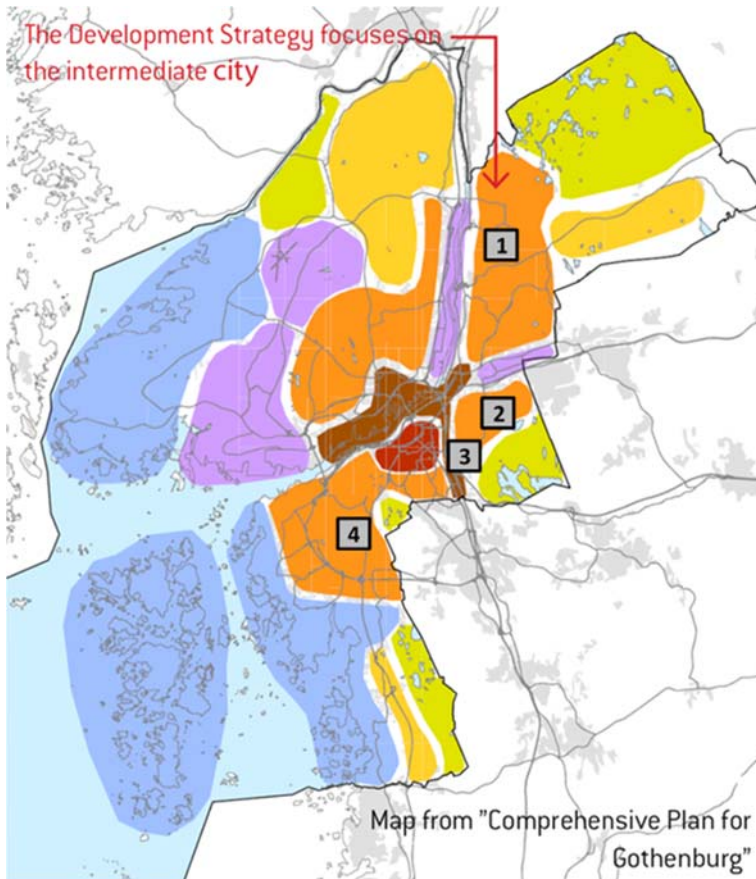 The Development Strategy focuses on
the intermediate city
1
2
3
4
Map from "Comprehensive Plan for
Gothenburg"